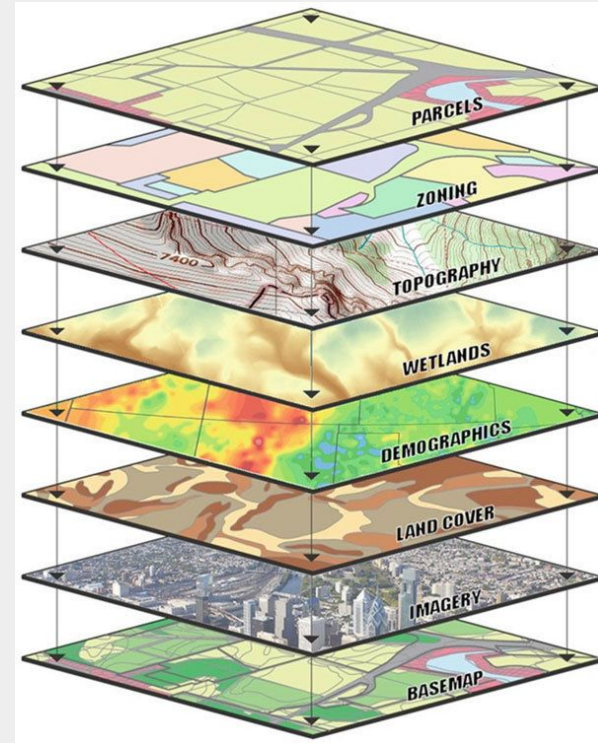 PARCELS
ZONING
7400
TOPOGRAPHY
WETLANDS
DEMOGRAPHICS
LAND COVER
IMAGERY
BASEMAP